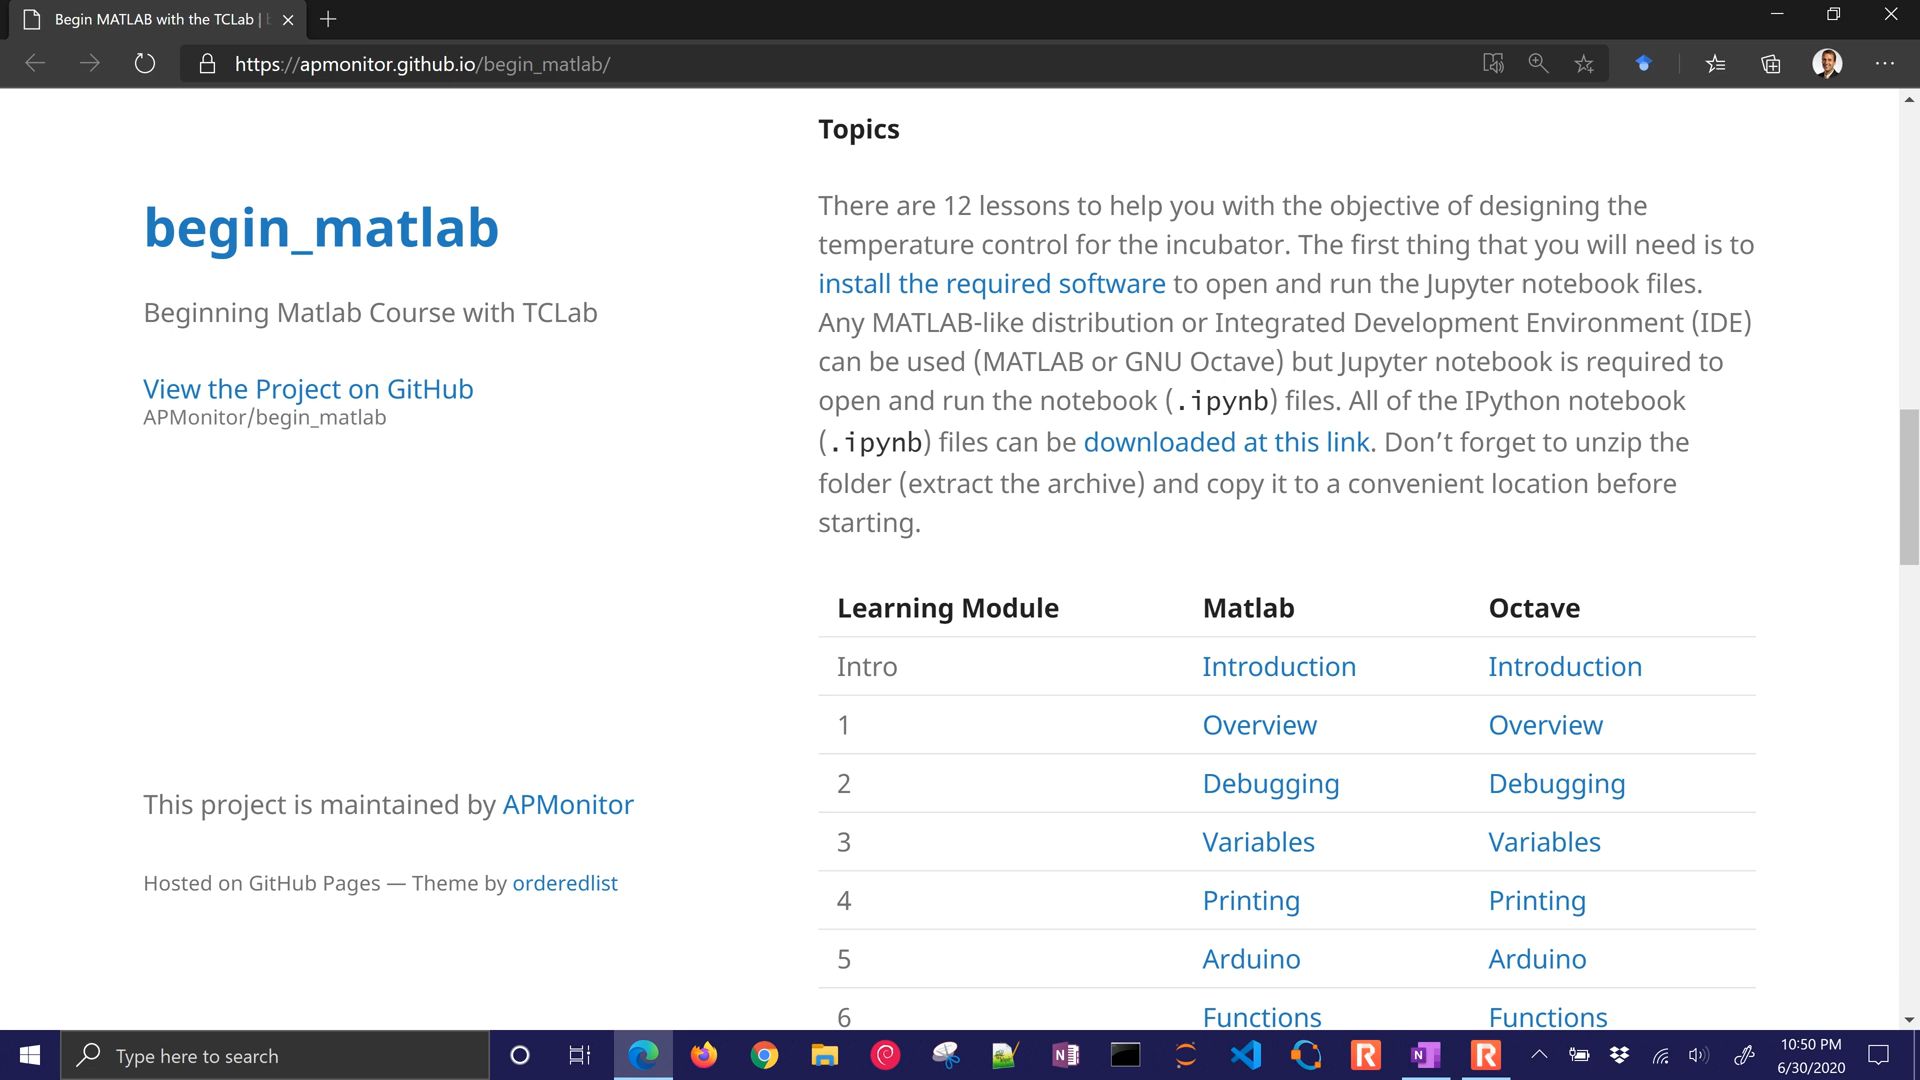 Begin MATLAB with the TCLab |
https://apmonitor.github.io/begin_matlab/
begin_matlab
Beginning Matlab Course with TCLab
View the Project on GitHub
APMonitor/begin_matlab
This project is maintained by APMonitor
Hosted on GitHub Pages — Theme by orderedlist
Topics
There are 12 lessons to help you with the objective of designing the
temperature control for the incubator. The first thing that you will need is to
install the required software to open and run the Jupyter notebook files.
Any MATLAB-like distribution or Integrated Development Environment (IDE)
can be used (MATLAB or GNU Octave) but Jupyter notebook is required to
open and run the notebook (.ipynb) files. All of the IPython notebook
(.ipynb) files can be downloaded at this link. Don’t forget to unzip the
folder (extract the archive) and copy it to a convenient location before
starting.
Learning Module Matlab Octave
Intro Introduction Introduction
1 Overview Overview
2 Debugging Debugging
3 Variables Variables
4 Printing Printing
5 Arduino Arduino
6 Functions Functions
Type here to search
10:50 PM
6/30/2020